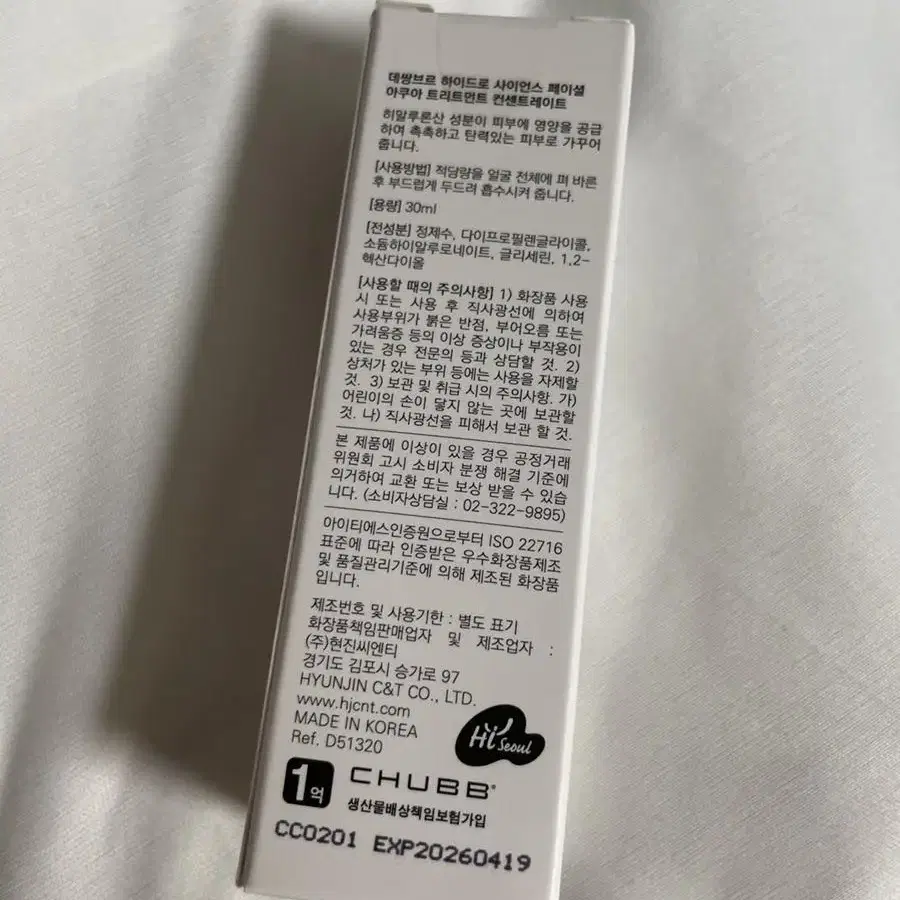 데쌍브르 하이드로 사이언스 페이셜
아쿠아 트리트먼트 컨센트레이트
히알루론산 성분이 피부에 영양을 공급
하여 촉촉하고 탄력있는 피부로 가꾸어
줍니다.
[사용방법] 적당량을 얼굴 전체에 펴 바른
후 부드럽게 두드려 흡수시켜 줍니다.
[용량] 30ml
[전성분] 정제수, 다이프로필렌글라이콜,
소듐하이알루로네이트, 글리세린, 1,2-
헥산다이올
[사용할 때의 주의사항] 1) 화장품 사용
시 또는 사용 후 직사광선에 의하여
사용부위가 붉은 반점, 부어오름 또는
가려움증 등의 이상 증상이나 부작용이
있는 경우 전문의 등과 상담할 것. 2)
상처가 있는 부위 등에는 사용을 자제할
것. 3) 보관 및 취급 시의 주의사항. 가)
어린이의 손이 닿지 않는 곳에 보관할
것. 나) 직사광선을 피해서 보관 할 것.
본 제품에 이상이 있을 경우 공정거래
위원회 고시 소비자 분쟁 해결 기준에
의거하여 교환 또는 보상 받을 수 있습
니다. (소비자상담실 : 02-322-9895)
아이티에스인증원으로부터 ISO 22716
표준에 따라 인증받은 우수화장품제조
및 품질관리기준에 의해 제조된 화장품
입니다.
제조번호 및 사용기한 : 별도 표기
화장품책임판매업자 및 제조업자 :
(주)현진씨엔티
경기도 김포시 승가로 97
HYUNJIN C&T CO., LTD.
www.hjcnt.com
MADE IN KOREA
Ref. D51320
Hi Seoul
1억
CHUBB®
생산물배상책임보험가입
CC0201 EXP20260419